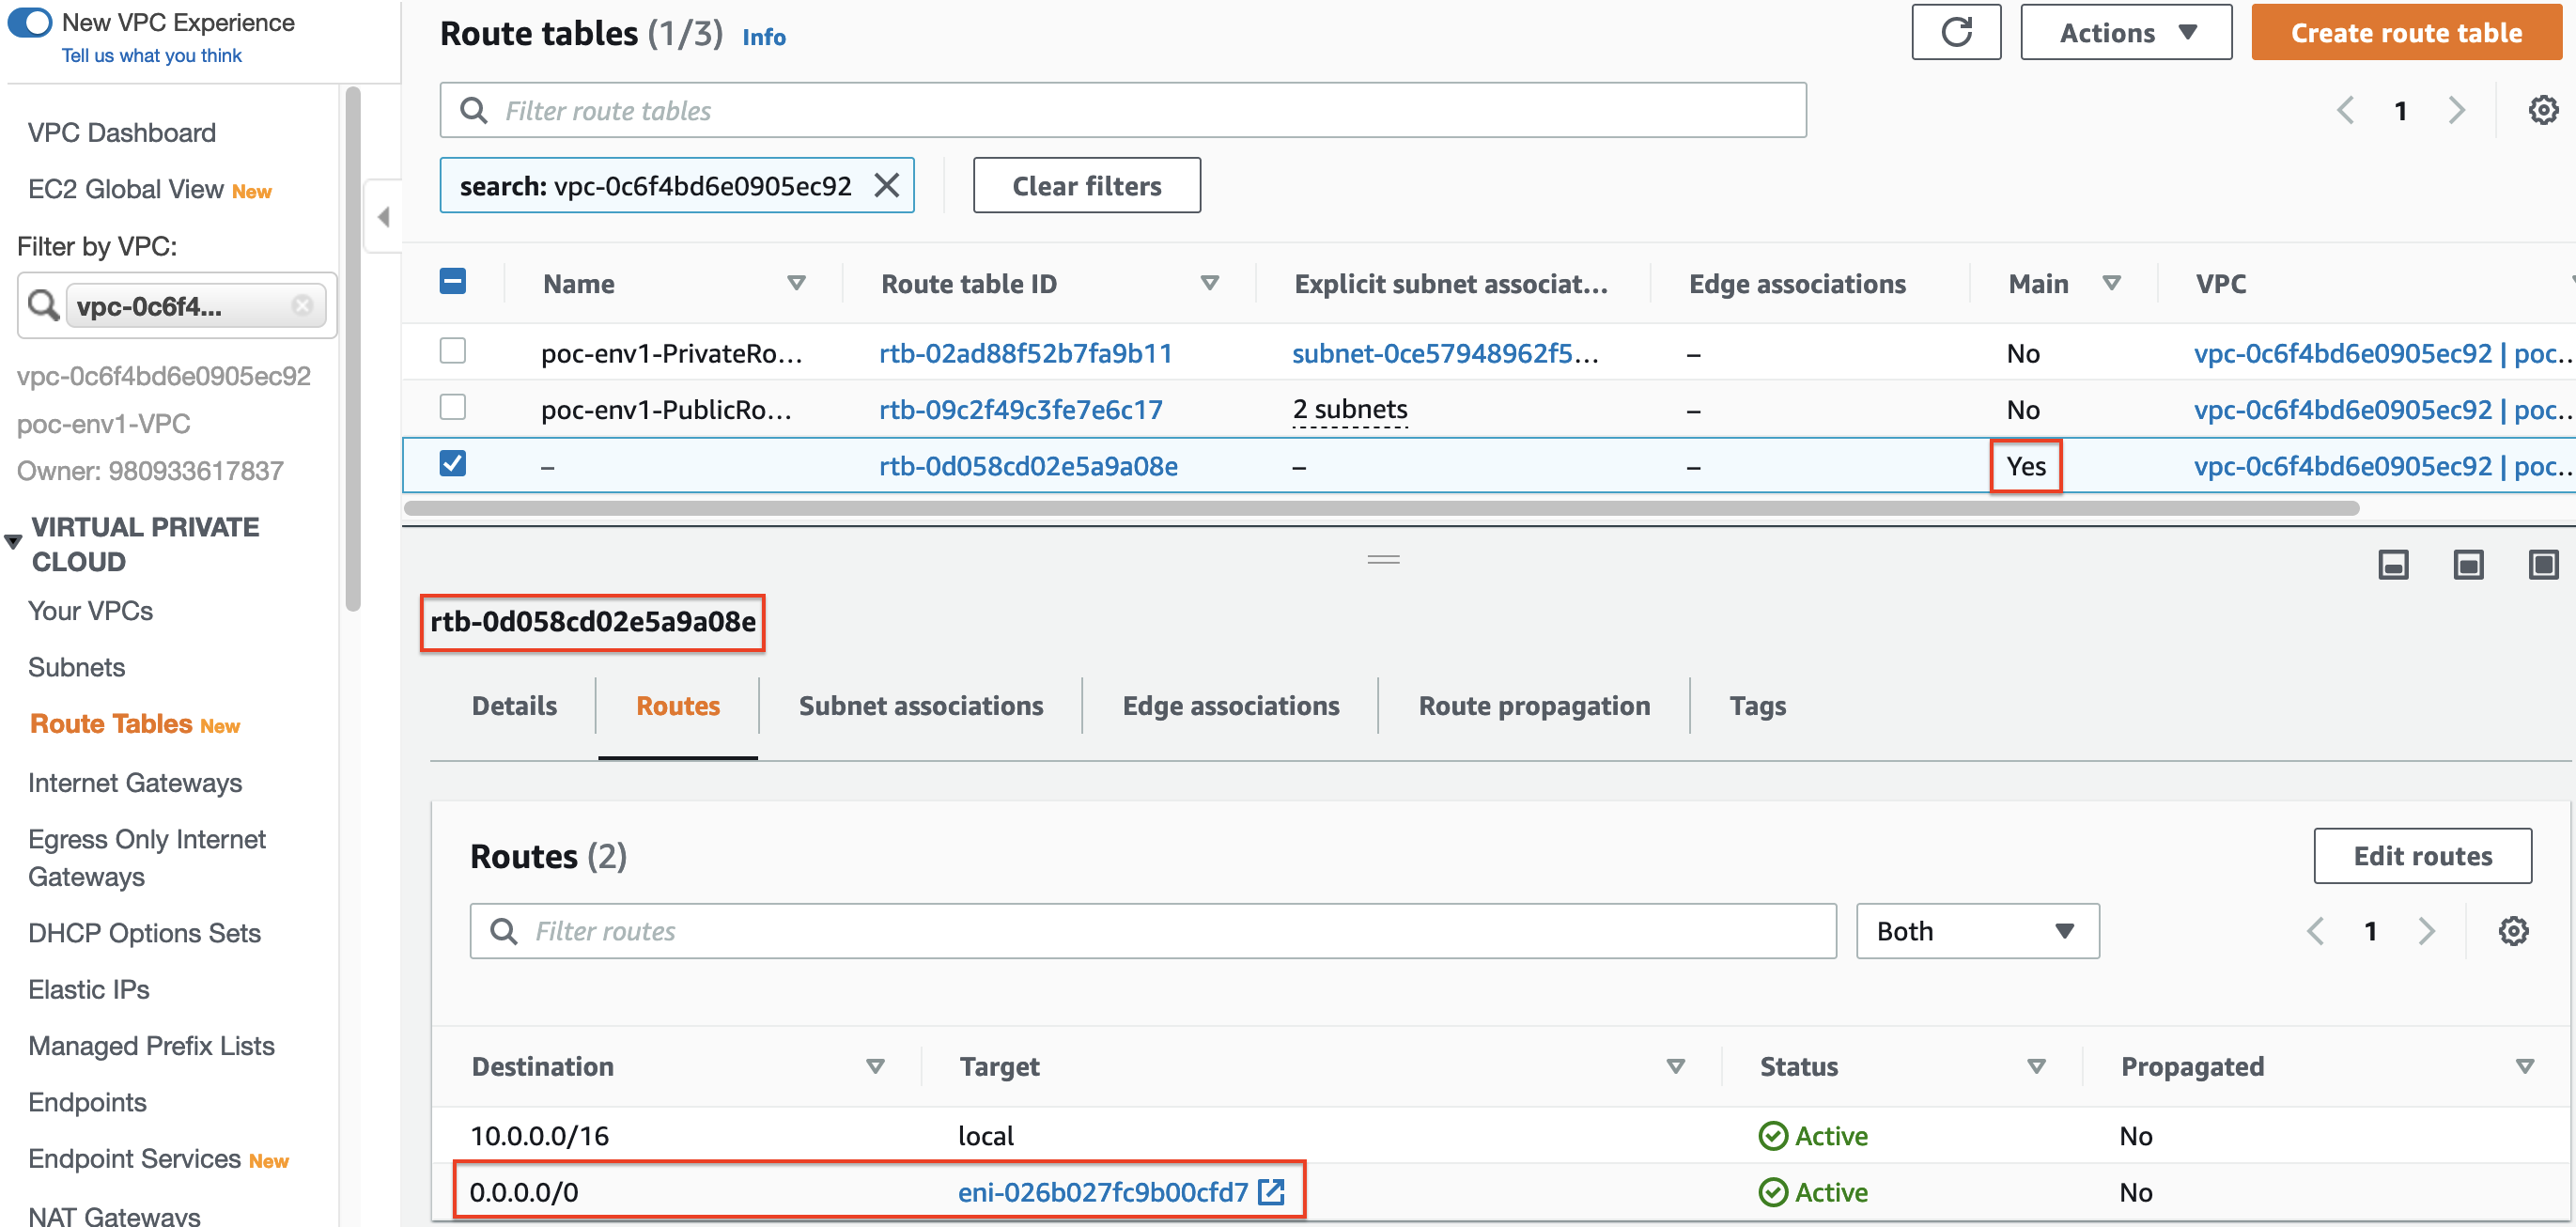 New VPC Experience
Tell us what you think
VPC Dashboard
EC2 Global View New
Filter by VPC:
vpc-0c6f4...
vpc-0c6f4bd6e0905ec92
poc-env1-VPC
Owner: 980933617837
VIRTUAL PRIVATE
CLOUD
Your VPCs
Subnets
Route Tables New
Internet Gateways
Egress Only Internet
Gateways
DHCP Options Sets
Elastic IPs
Managed Prefix Lists
Endpoints
Endpoint Services New
NAT Gateways
Route tables (1/3) Info
Actions
Create route table
Filter route tables
1
search: vpc-0c6f4bd6e0905ec92
Clear filters
Name Route table ID Explicit subnet associat... Edge associations Main VPC
poc-env1-PrivateRo... rtb-02ad88f52b7fa9b11 subnet-0ce57948962f5... – No vpc-0c6f4bd6e0905ec92 | poc...
poc-env1-PublicRo... rtb-09c2f49c3fe7e6c17 2 subnets – No vpc-0c6f4bd6e0905ec92 | poc...
– rtb-0d058cd02e5a9a08e – – Yes vpc-0c6f4bd6e0905ec92 | poc...
rtb-0d058cd02e5a9a08e
Details Routes Subnet associations Edge associations Route propagation Tags
Routes (2)
Edit routes
Filter routes
Both
1
Destination Target Status Propagated
10.0.0.0/16 local Active No
0.0.0.0/0 eni-026b027fc9b00cfd7 Active No